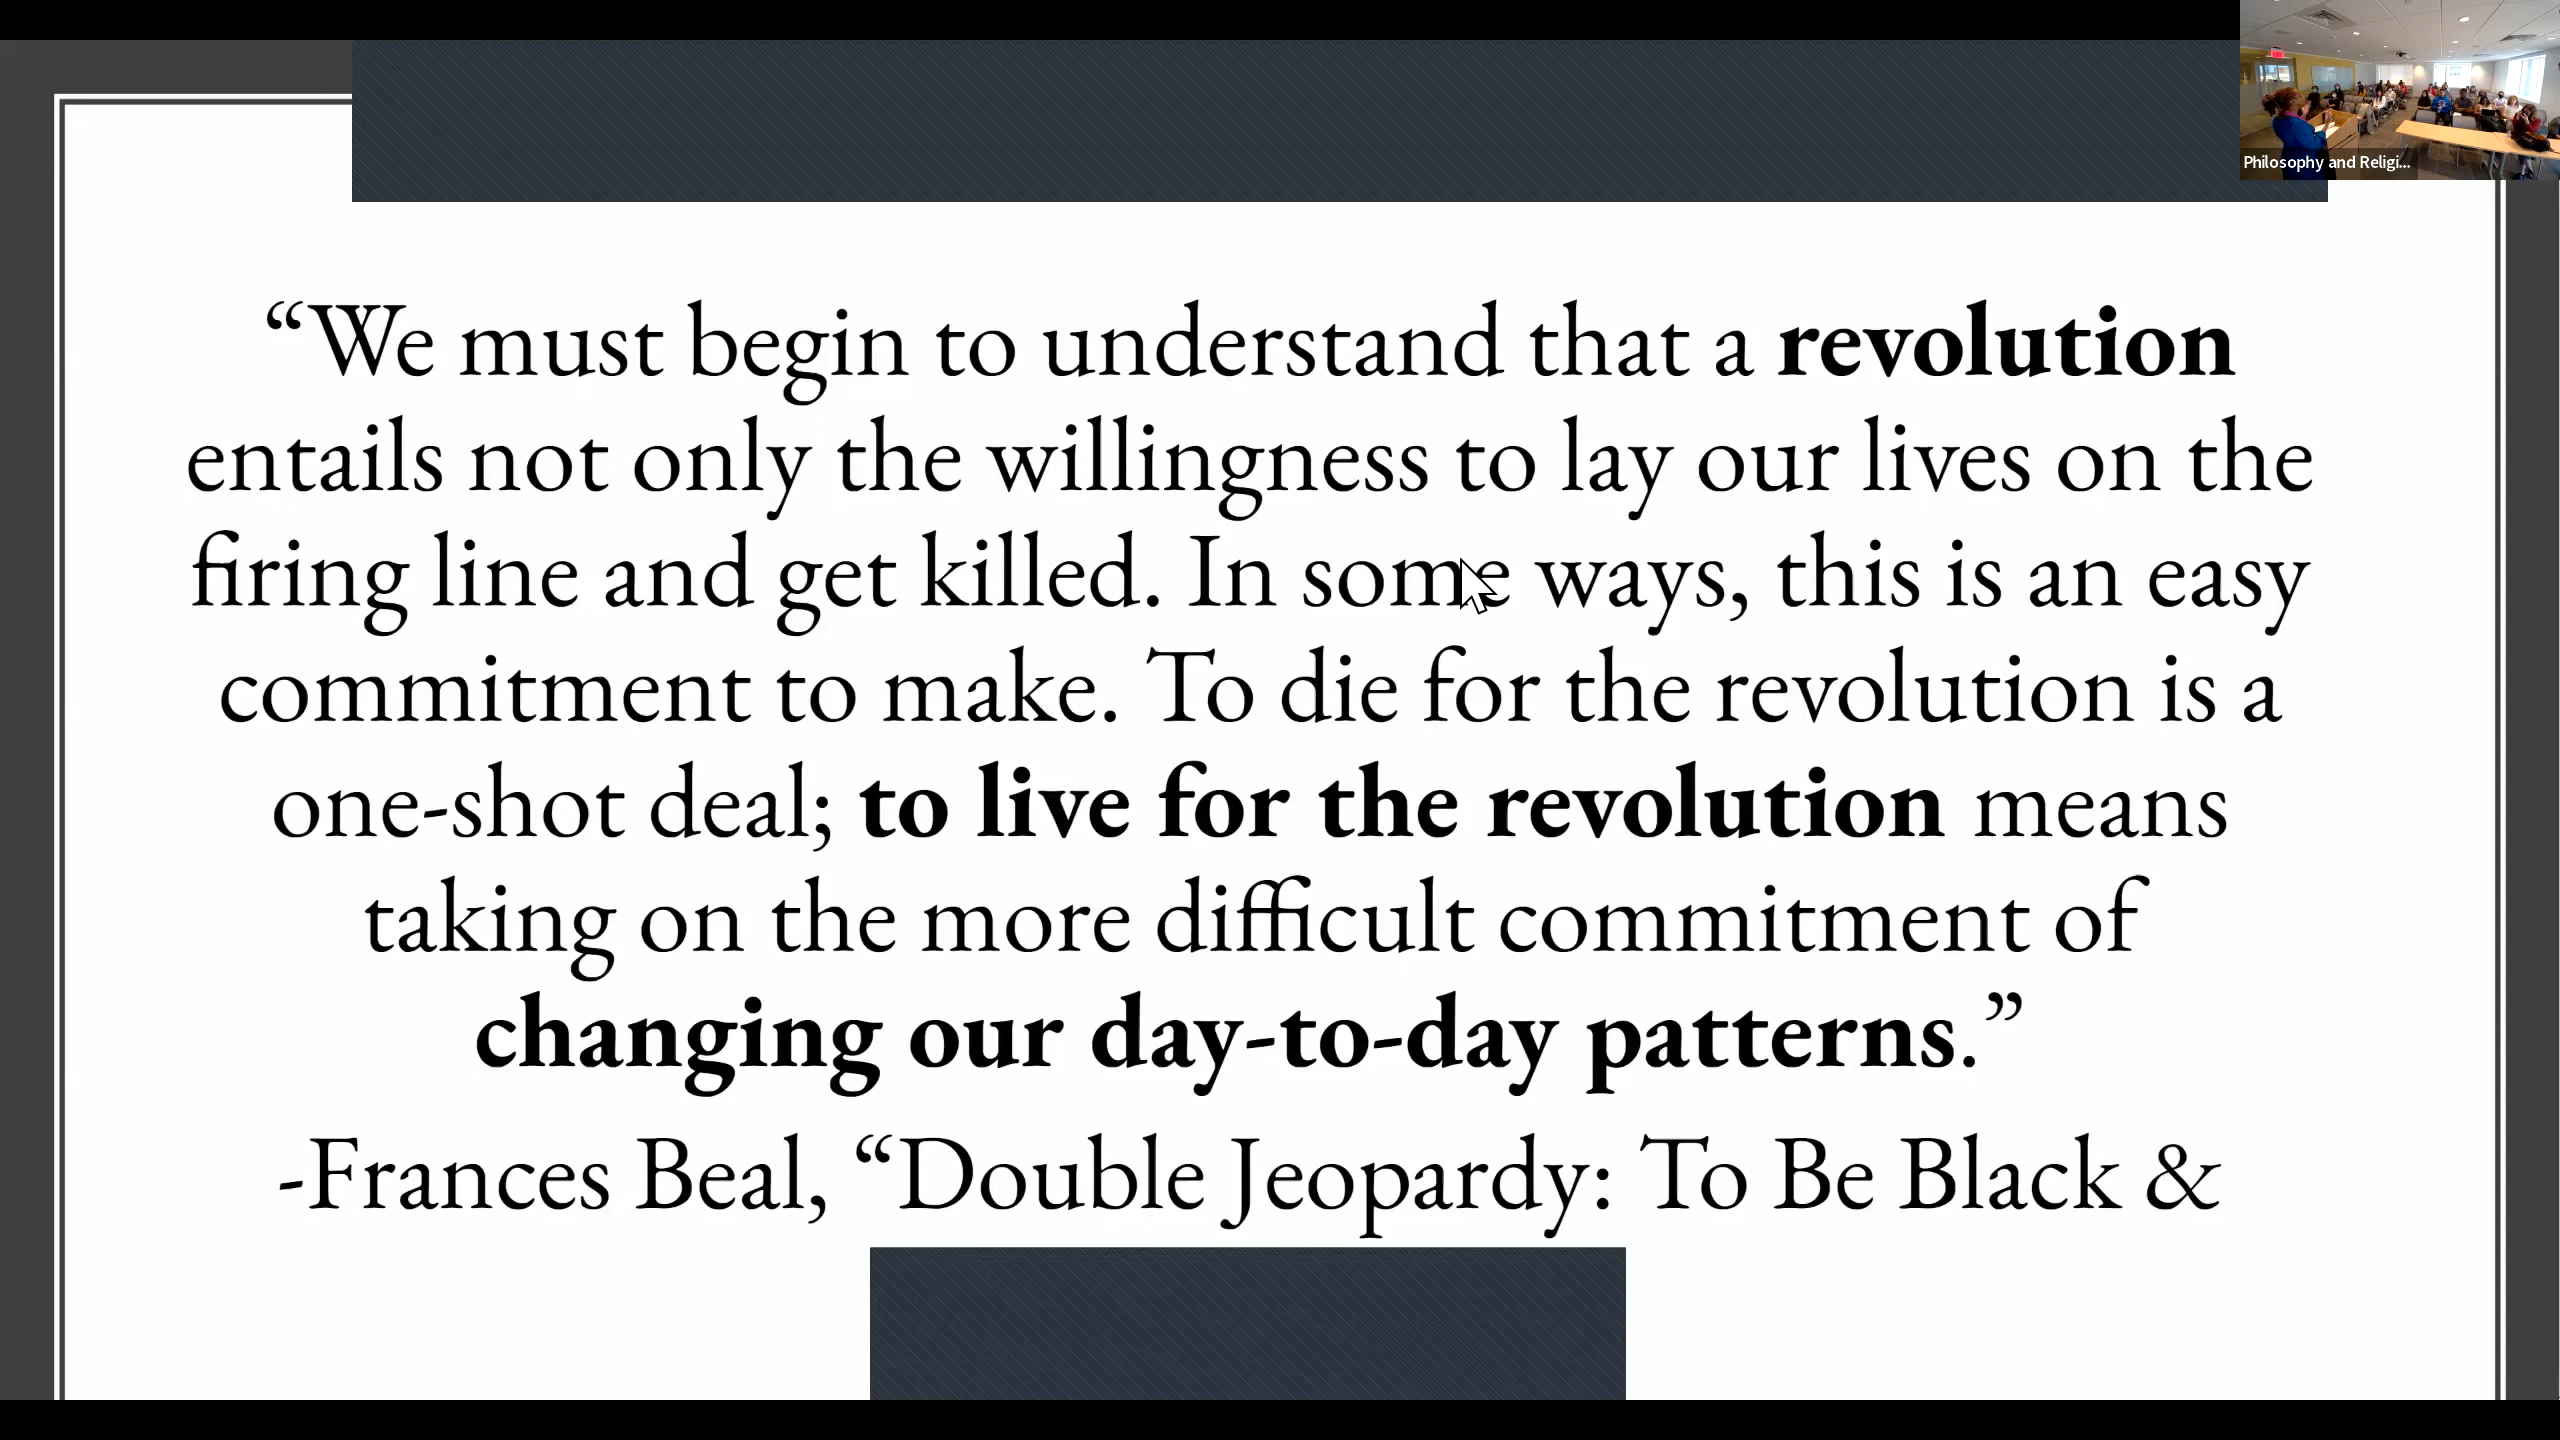 Philosophy and Religi...
“We must begin to understand that a revolution
entails not only the willingness to lay our lives on the
firing line and get killed. In some ways, this is an easy
commitment to make. To die for the revolution is a
one-shot deal; to live for the revolution means
taking on the more difficult commitment of
changing our day-to-day patterns.”
-Frances Beal, “Double Jeopardy: To Be Black &